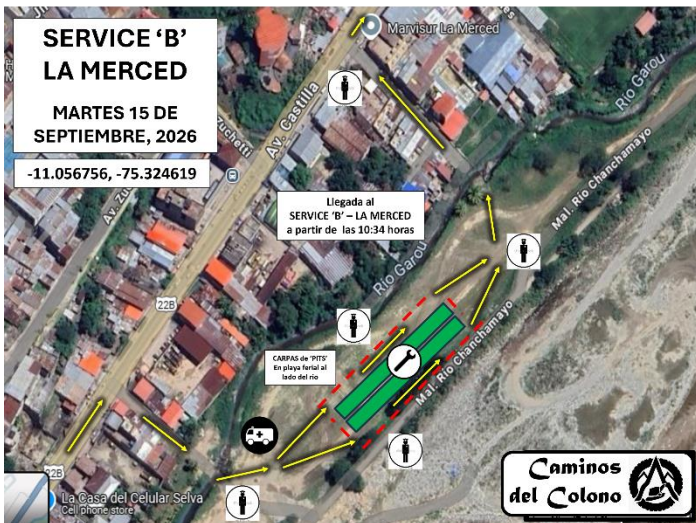 SERVICE ‘B’
LA MERCED
MARTES 15 DE
SEPTIEMBRE, 2026
-11.056756, -75.324619
Marvisur La Merced
Av. Castilla
Zuchetti
Av. Zuc
Río Garou
Mal. Río Chanchamayo
Llegada al
SERVICE ‘B’ – LA MERCED
a partir de las 10:34 horas
Río Garou
22B
CARPAS de ‘PITS’
En playa ferial al
lado del río
Mal. Río Chanchamayo
22B
La Casa del Celular Selva
Cell phone store
Caminos
del Colono